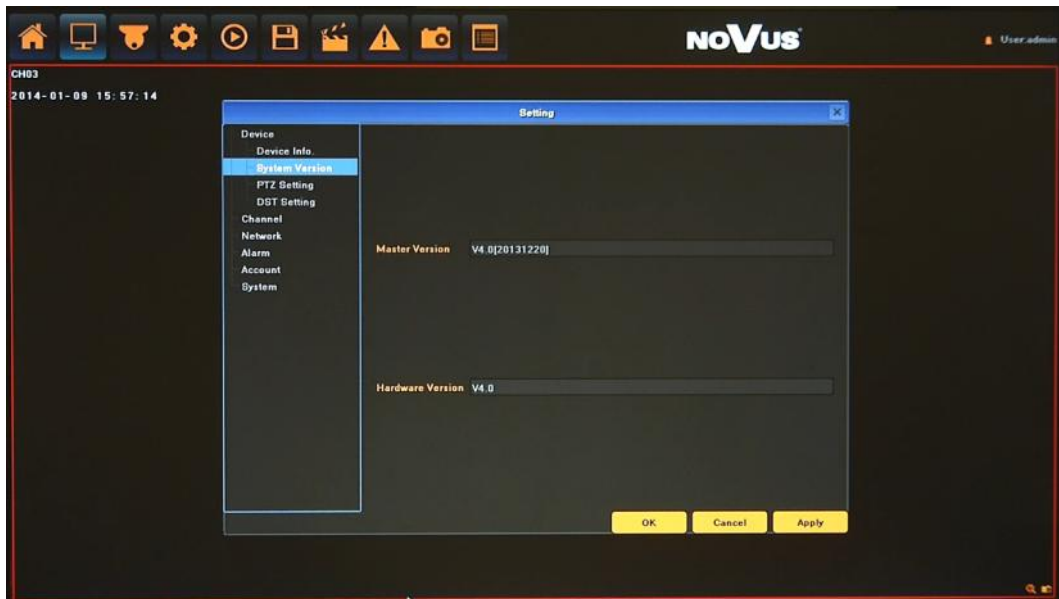 NOVUS
User:admin
CH03
2014-01-09 15:57:14
Setting
Device
Device Info.
System Version
PTZ Setting
DST Setting
Channel
Network
Alarm
Account
System
Master Version V4.0[20131220]
Hardware Version V4.0
OK Cancel Apply